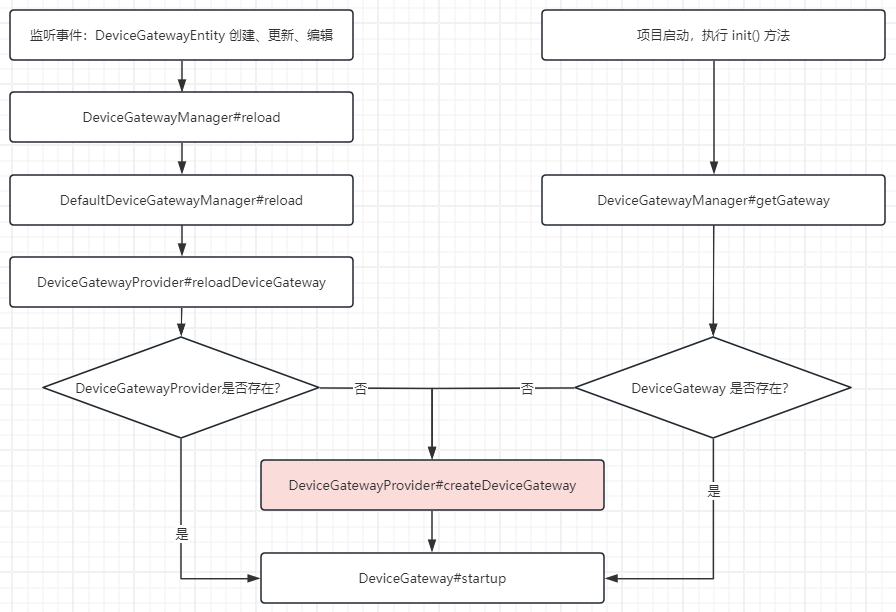 监听事件：DeviceGatewayEntity 创建、更新、编辑
项目启动，执行 init() 方法
DeviceGatewayManager#reload
DefaultDeviceGatewayManager#reload
DeviceGatewayManager#getGateway
DeviceGatewayProvider#reloadDeviceGateway
DeviceGatewayProvider是否存在?
否
否
DeviceGateway 是否存在?
DeviceGatewayProvider#createDeviceGateway
是
是
DeviceGateway#startup